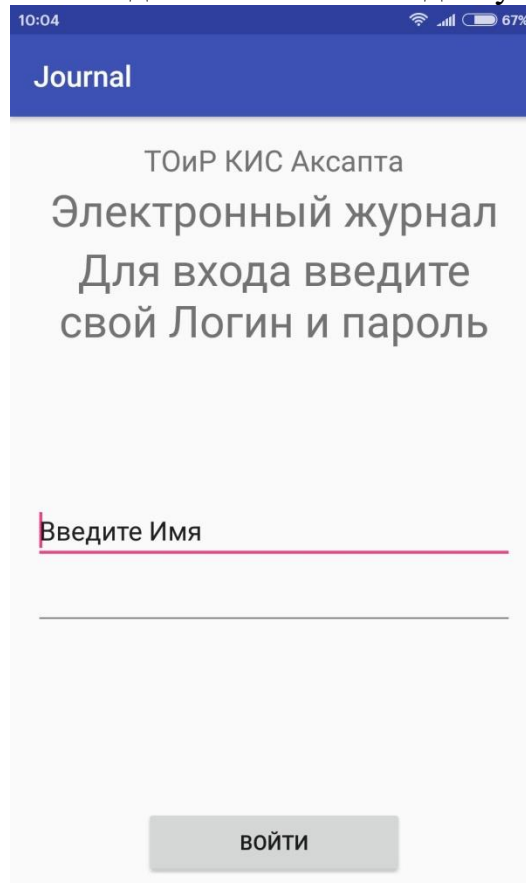 10:04 67%
Journal
ТОиР КИС Аксапта
Электронный журнал
Для входа введите
свой Логин и пароль
Введите Имя
ВОЙТИ